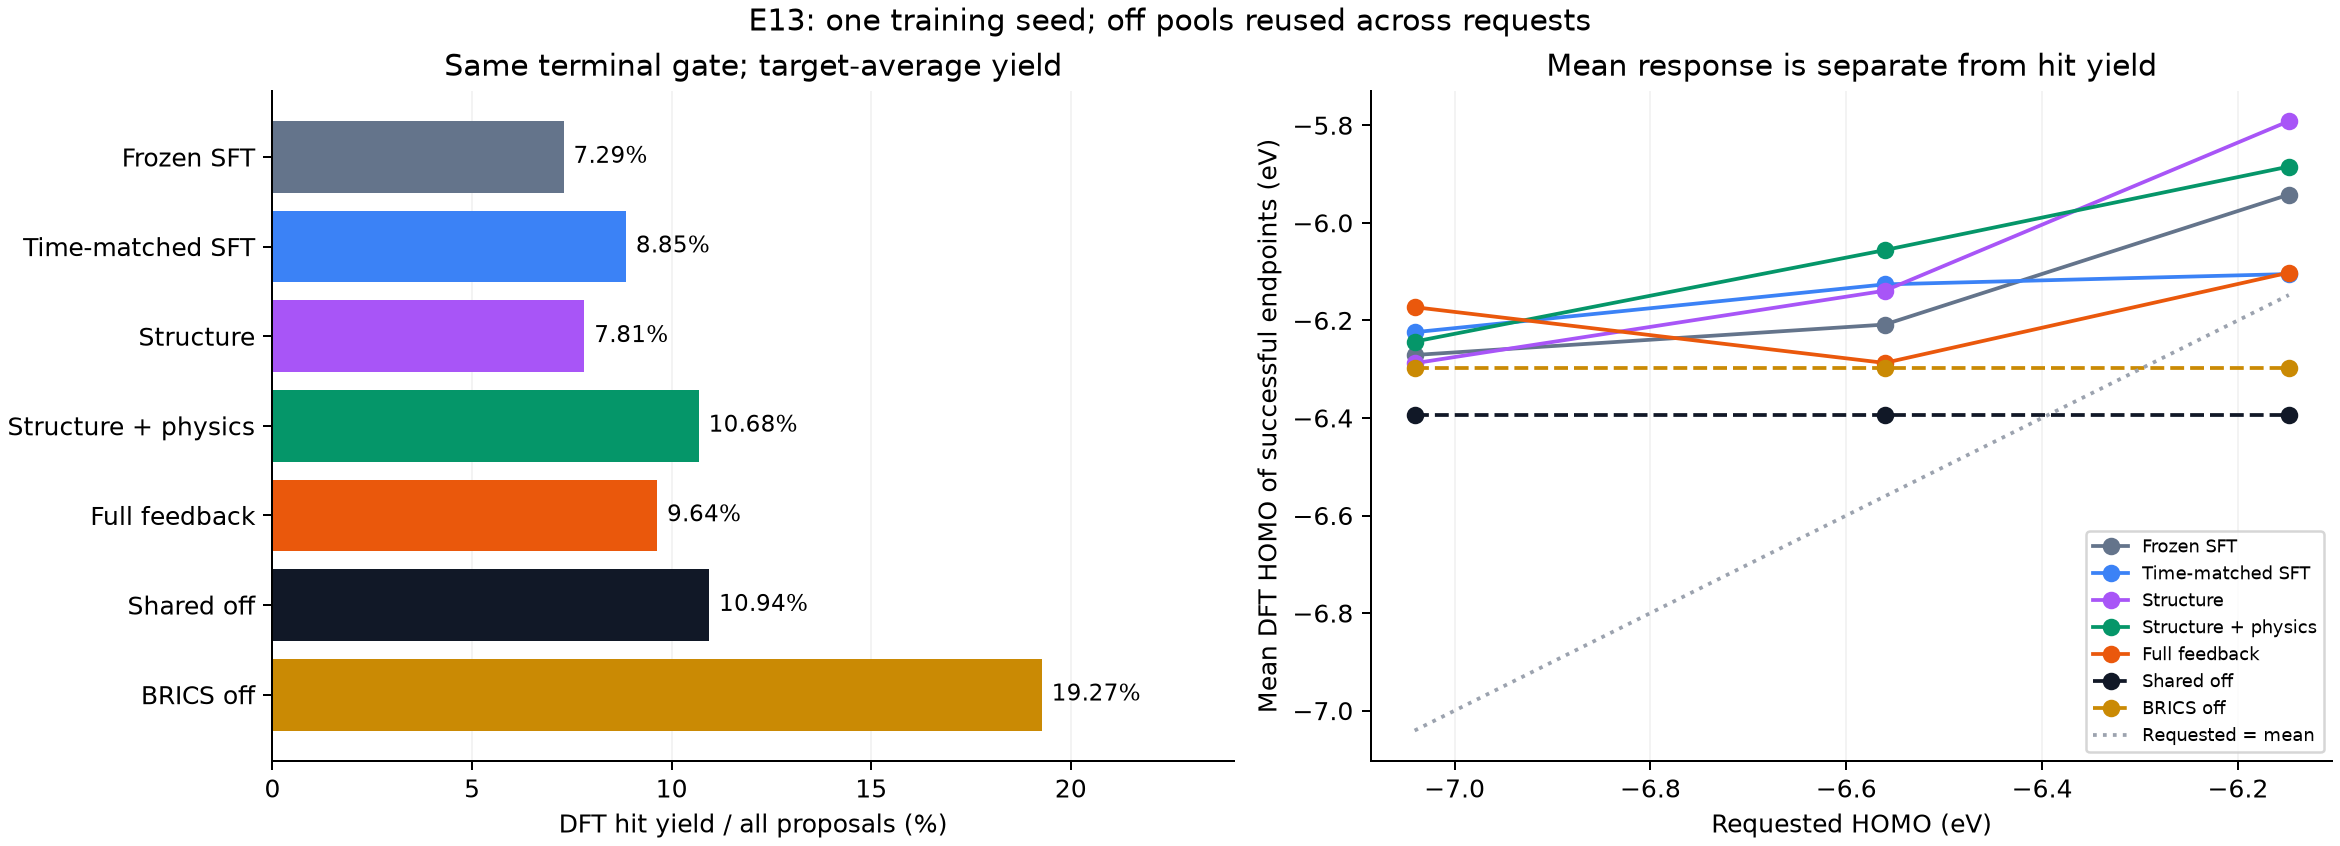 E13: one training seed; off pools reused across requests
Same terminal gate; target-average yield
Frozen SFT
7.29%
Time-matched SFT
8.85%
Structure
7.81%
Structure + physics
10.68%
Full feedback
9.64%
Shared off
10.94%
BRICS off
19.27%
0 5 10 15 20
DFT hit yield / all proposals (%)
Mean response is separate from hit yield
Mean DFT HOMO of successful endpoints (eV)
−5.8
−6.0
−6.2
−6.4
−6.6
−6.8
−7.0
Frozen SFT
Time-matched SFT
Structure
Structure + physics
Full feedback
Shared off
BRICS off
Requested = mean
−7.0 −6.8 −6.6 −6.4 −6.2
Requested HOMO (eV)